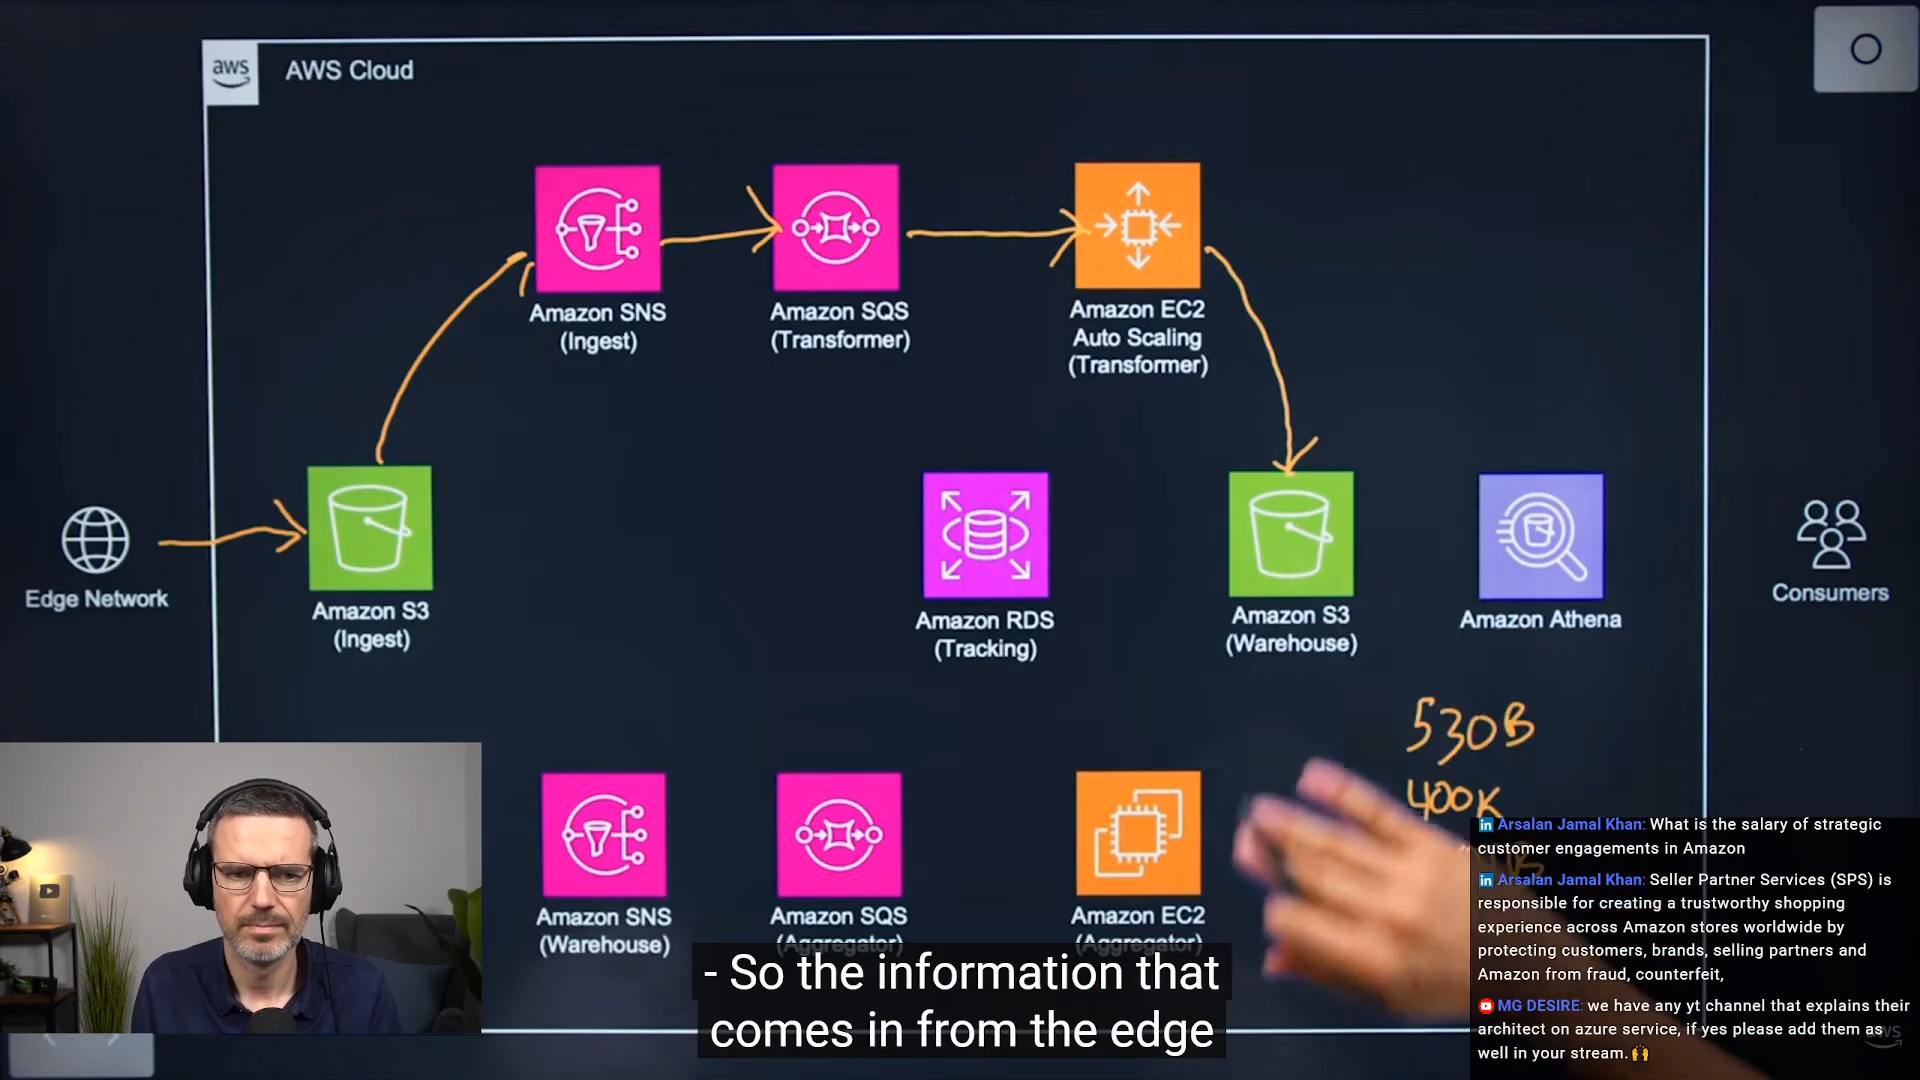 aws
AWS Cloud
Amazon SNS
(Ingest)
Amazon SQS
(Transformer)
Amazon EC2
Auto Scaling
(Transformer)
Edge Network
Amazon S3
(Ingest)
Amazon RDS
(Tracking)
Amazon S3
(Warehouse)
Amazon Athena
Consumers
530B
400K
Amazon SNS
(Warehouse)
Amazon SQS
(Aggregator)
Amazon EC2
(Aggregator)
- So the information that
comes in from the edge
Arsalan Jamal Khan: What is the salary of strategic
customer engagements in Amazon
Arsalan Jamal Khan: Seller Partner Services (SPS) is
responsible for creating a trustworthy shopping
experience across Amazon stores worldwide by
protecting customers, brands, selling partners and
Amazon from fraud, counterfeit,
MG DESIRE: we have any yt channel that explains their
architect on azure service, if yes please add them as
well in your stream.🙌
aws